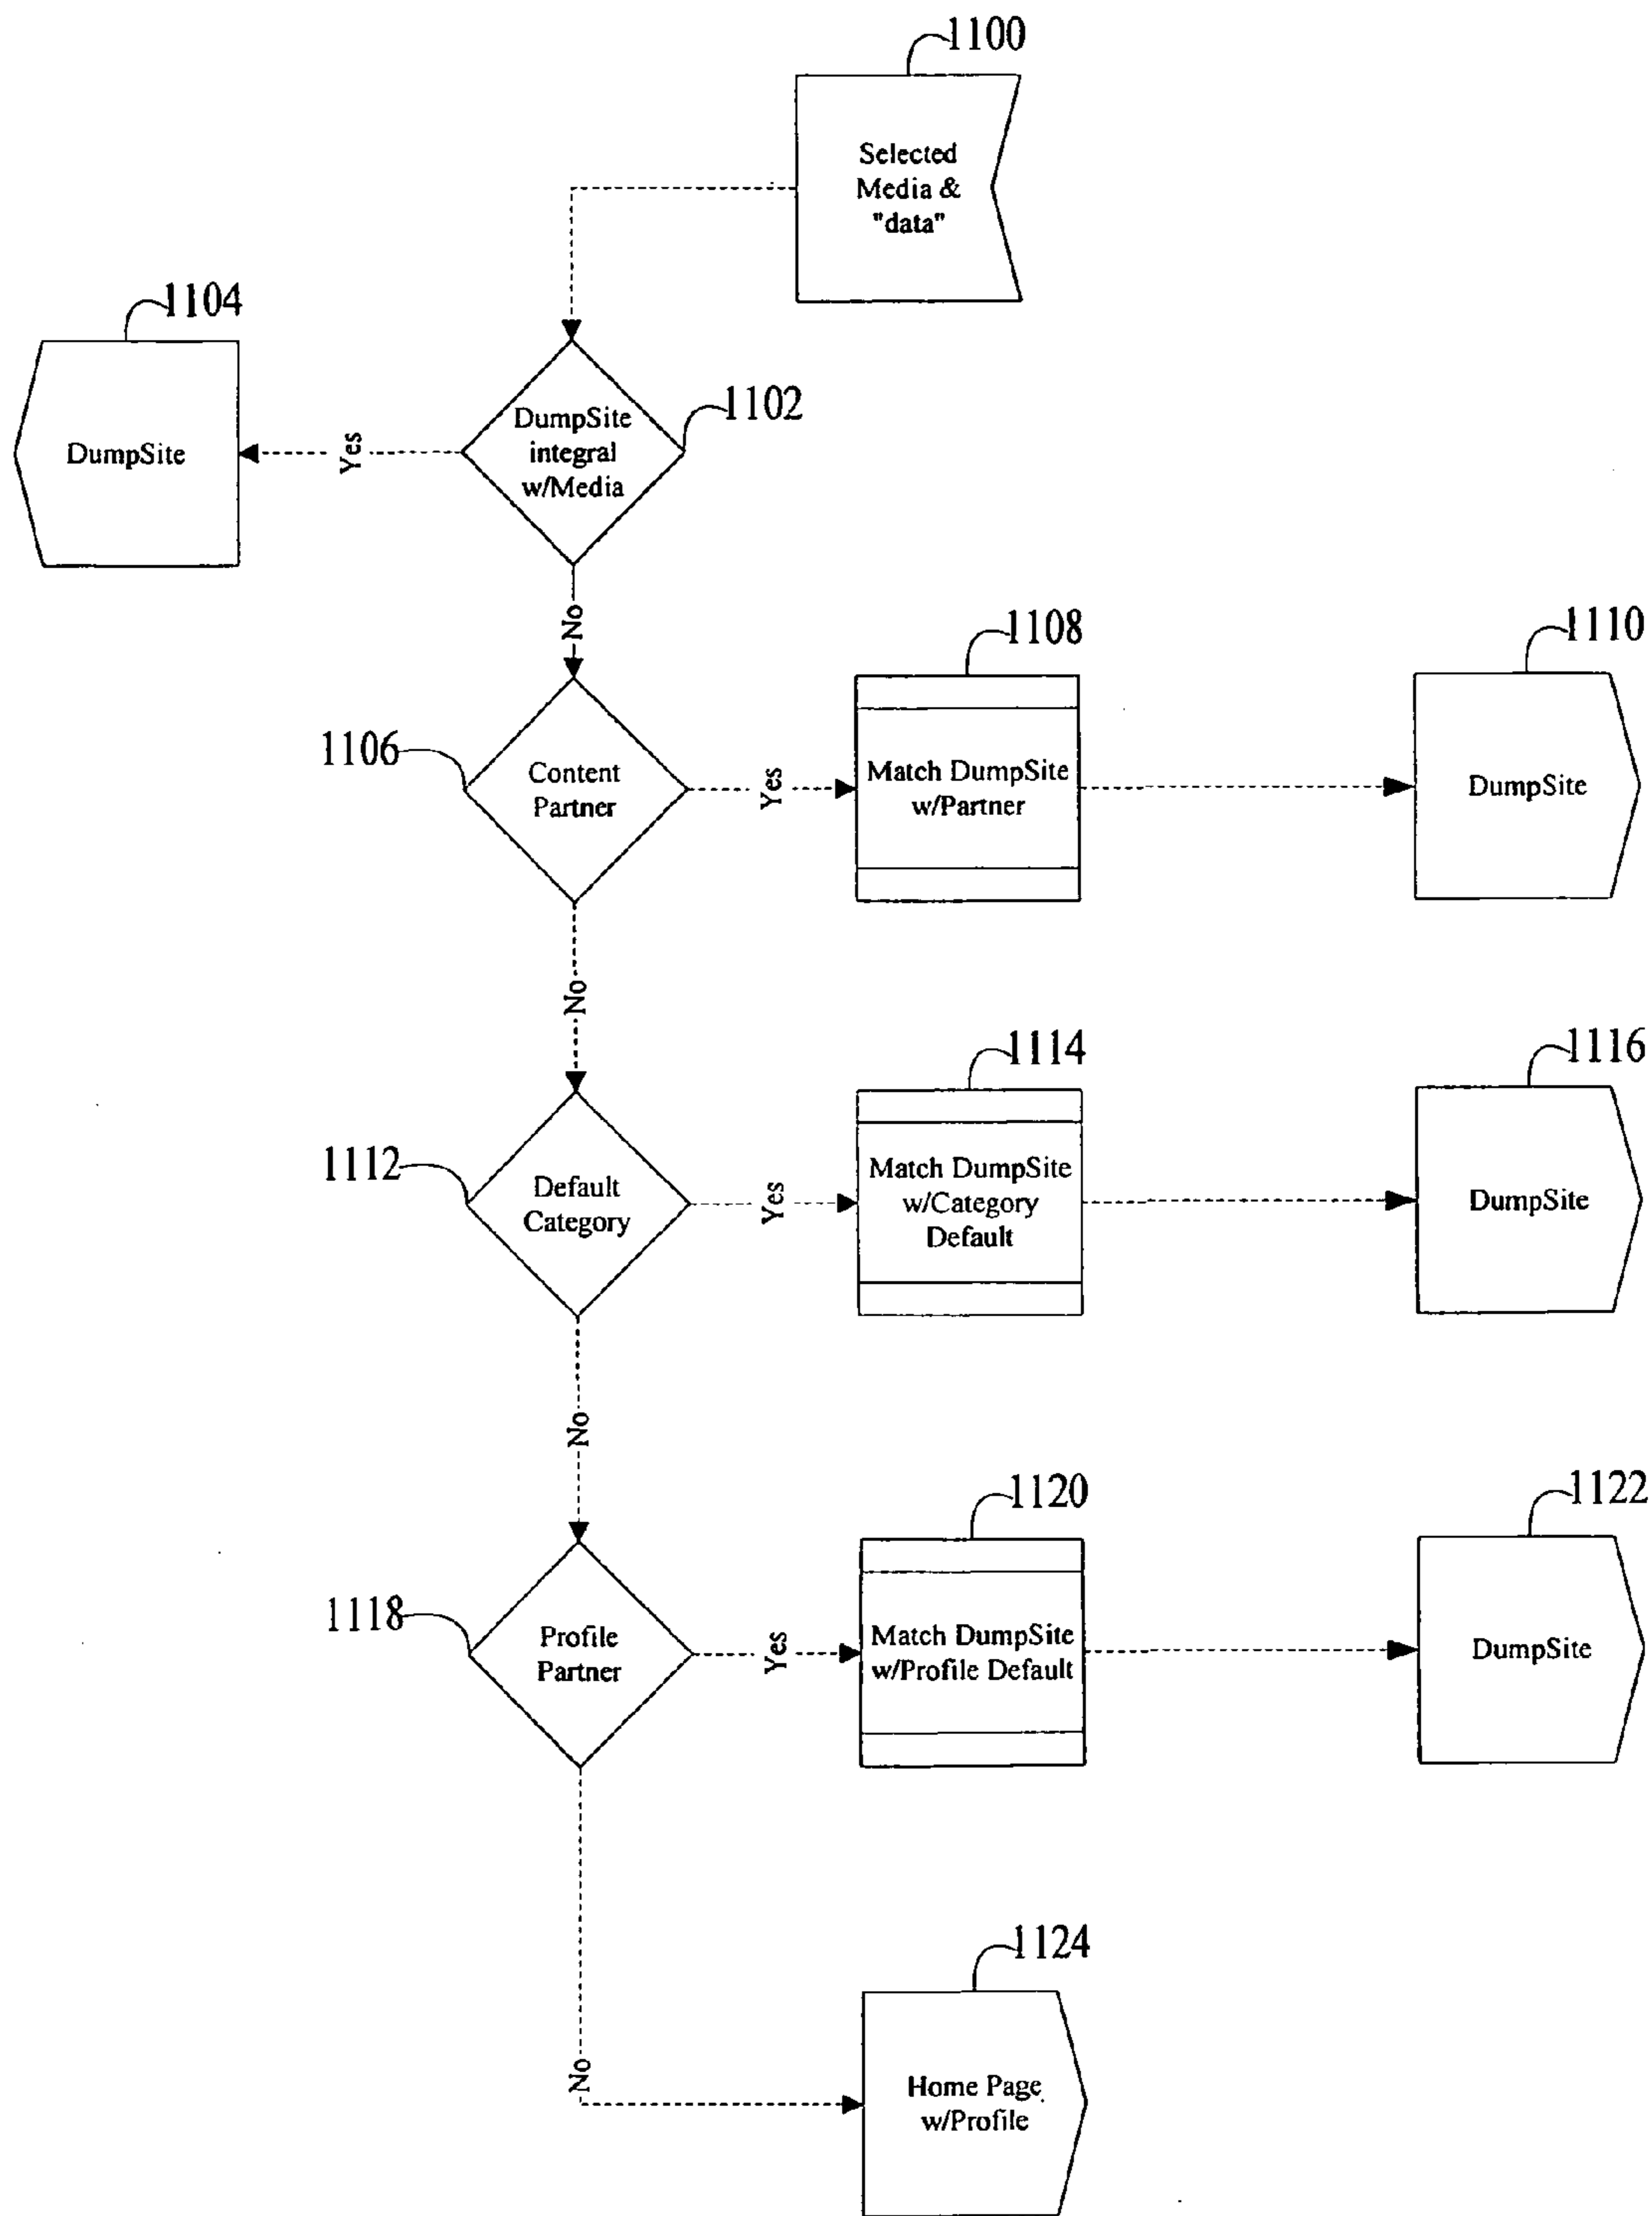 1100
Selected
Media &
"data"
1104
DumpSite
Yes
DumpSite
integral
w/Media
1102
No
1106
Content
Partner
Yes
1108
Match DumpSite
w/Partner
1110
DumpSite
No
1112
Default
Category
Yes
1114
Match DumpSite
w/Category
Default
1116
DumpSite
No
1118
Profile
Partner
Yes
1120
Match DumpSite
w/Profile Default
1122
DumpSite
No
1124
Home Page
w/Profile